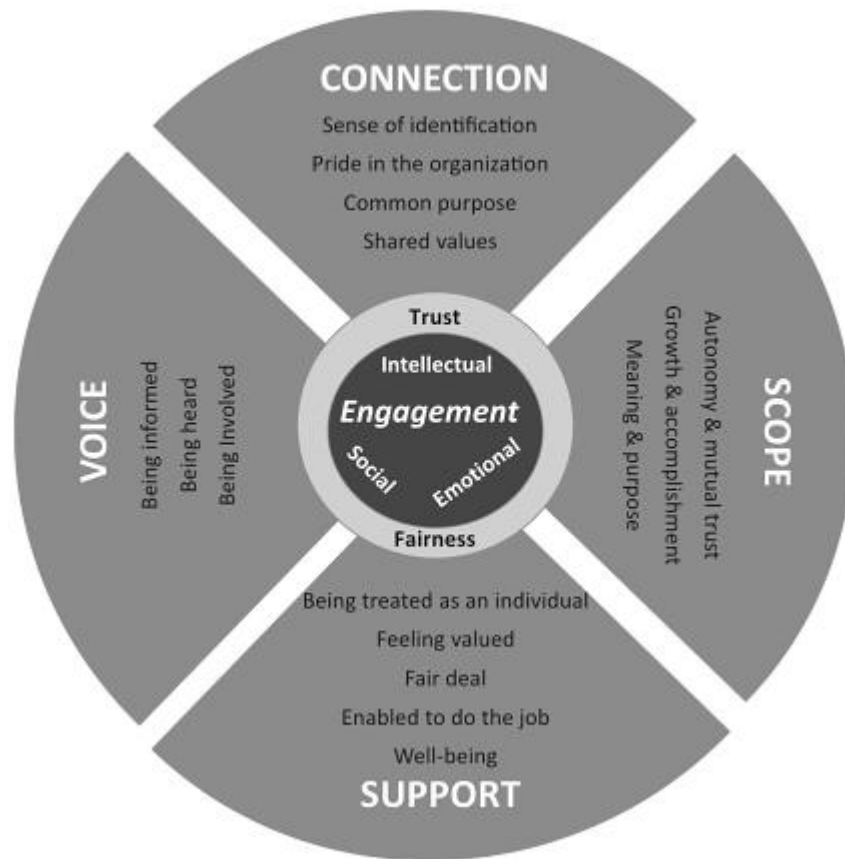 CONNECTION
Sense of identification
Pride in the organization
Common purpose
Shared values
VOICE
Being informed
Being heard
Being Involved
Trust
Intellectual
Engagement
Social
Emotional
Fairness
SCOPE
Autonomy & mutual trust
Growth & accomplishment
Meaning & purpose
Being treated as an individual
Feeling valued
Fair deal
Enabled to do the job
Well-being
SUPPORT